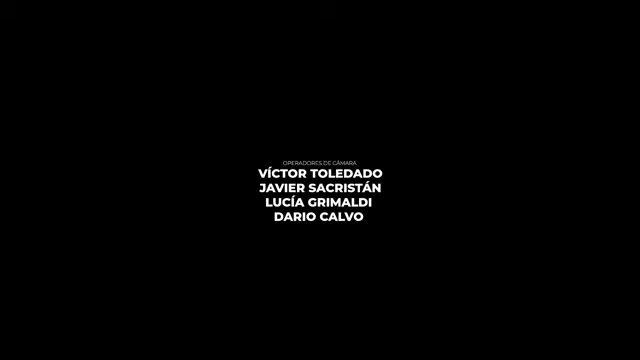 OPERADORES DE CÁMARA
VÍCTOR TOLEDADO
JAVIER SACRISTÁN
LUCÍA GRIMALDI
DARIO CALVO